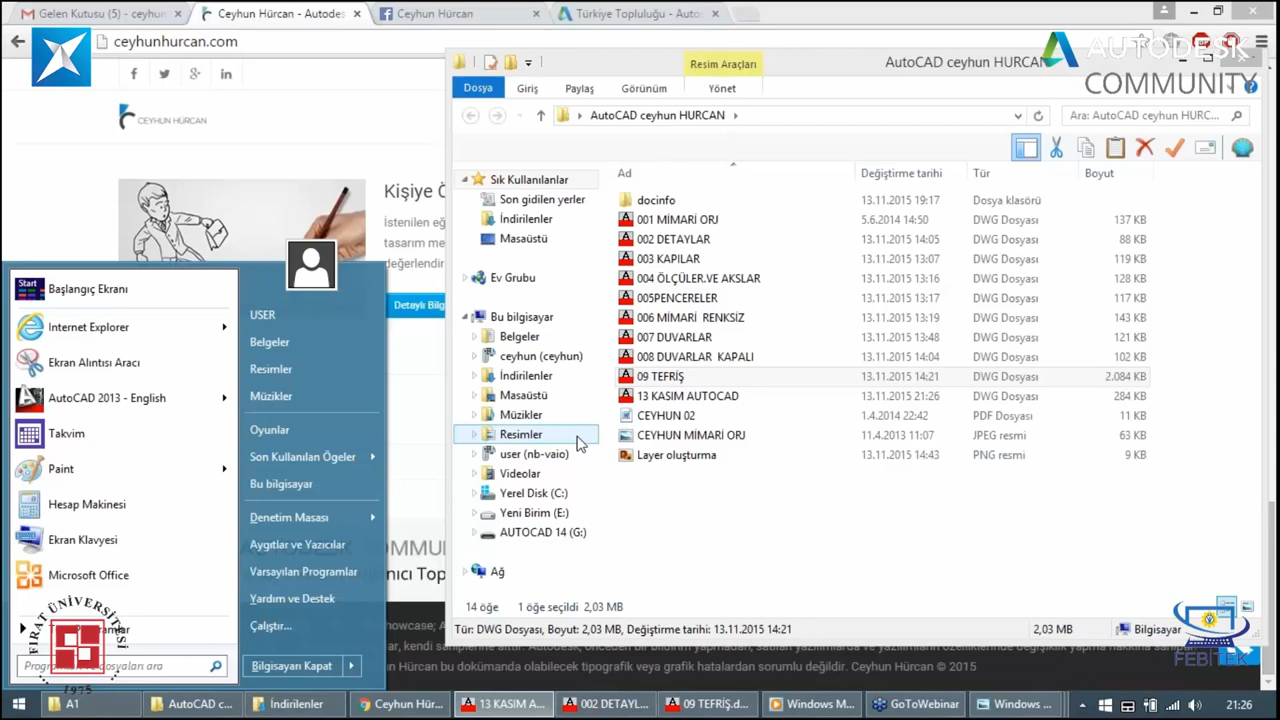 Gelen Kutusu (5) - ceyhun
Ceyhun Hürcan - Autodes
Ceyhun Hürcan
Türkiye Topluluğu - Auto
ceyhunhurcan.com
AUTODESK
COMMUNITY
CEYHUN HÜRCAN
Kişiye Ö
İstenilen eğ
tasarım me
değerlendir
Detaylı Bilg
Resim Araçları
AutoCAD ceyhun HURCAN
Dosya
Giriş
Paylaş
Görünüm
Yönet
AutoCAD ceyhun HURCAN
Ara: AutoCAD ceyhun HURC...
Ad
Değiştirme tarihi
Tür
Boyut
Sık Kullanılanlar
Son gidilen yerler
İndirilenler
Masaüstü
Ev Grubu
Bu bilgisayar
Belgeler
ceyhun (ceyhun)
İndirilenler
Masaüstü
Müzikler
Resimler
user (nb-vaio)
Videolar
Yerel Disk (C:)
Yeni Birim (E:)
AUTOCAD 14 (G:)
Ağ
docinfo 13.11.2015 19:17 Dosya klasörü
001 MİMARİ ORJ 5.6.2014 14:50 DWG Dosyası 137 KB
002 DETAYLAR 13.11.2015 14:05 DWG Dosyası 88 KB
003 KAPILAR 13.11.2015 13:07 DWG Dosyası 119 KB
004 ÖLÇÜLER.VE AKSLAR 13.11.2015 13:16 DWG Dosyası 128 KB
005PENCERELER 13.11.2015 13:17 DWG Dosyası 117 KB
006 MİMARİ RENKSİZ 13.11.2015 13:19 DWG Dosyası 143 KB
007 DUVARLAR 13.11.2015 13:48 DWG Dosyası 121 KB
008 DUVARLAR KAPALI 13.11.2015 14:04 DWG Dosyası 102 KB
09 TEFRİŞ 13.11.2015 14:21 DWG Dosyası 2.084 KB
13 KASIM AUTOCAD 13.11.2015 21:26 DWG Dosyası 284 KB
CEYHUN 02 1.4.2014 22:42 PDF Dosyası 11 KB
CEYHUN MİMARİ ORJ 11.4.2013 11:07 JPEG resmi 63 KB
Layer oluşturma 13.11.2015 14:43 PNG resmi 9 KB
14 öğe 1 öğe seçildi 2,03 MB
Tür: DWG Dosyası, Boyut: 2,03 MB, Değiştirme tarihi: 13.11.2015 14:21
2,03 MB
Bilgisayar
Start
Başlangıç Ekranı
Internet Explorer
Ekran Alıntısı Aracı
AutoCAD 2013 - English
Takvim
Paint
Hesap Makinesi
Ekran Klavyesi
Microsoft Office
USER
Belgeler
Resimler
Müzikler
Oyunlar
Son Kullanılan Öğeler
Bu bilgisayar
Denetim Masası
Aygıtlar ve Yazıcılar
Varsayılan Programlar
Yardım ve Destek
Çalıştır...
Bilgisayarı Kapat
FIRAT ÜNİVERSİTESİ
1975
FEBİTEK
Hürcan bu dokümanda olabilecek tipografik veya grafik hatalardan sorumlu değildir. Ceyhun Hürcan © 2015
A1
AutoCAD c...
İndirilenler
Ceyhun Hür...
13 KASIM A...
002 DETAYL...
09 TEFRİŞ.d...
Windows M...
GoToWebinar
Windows ...
21:26